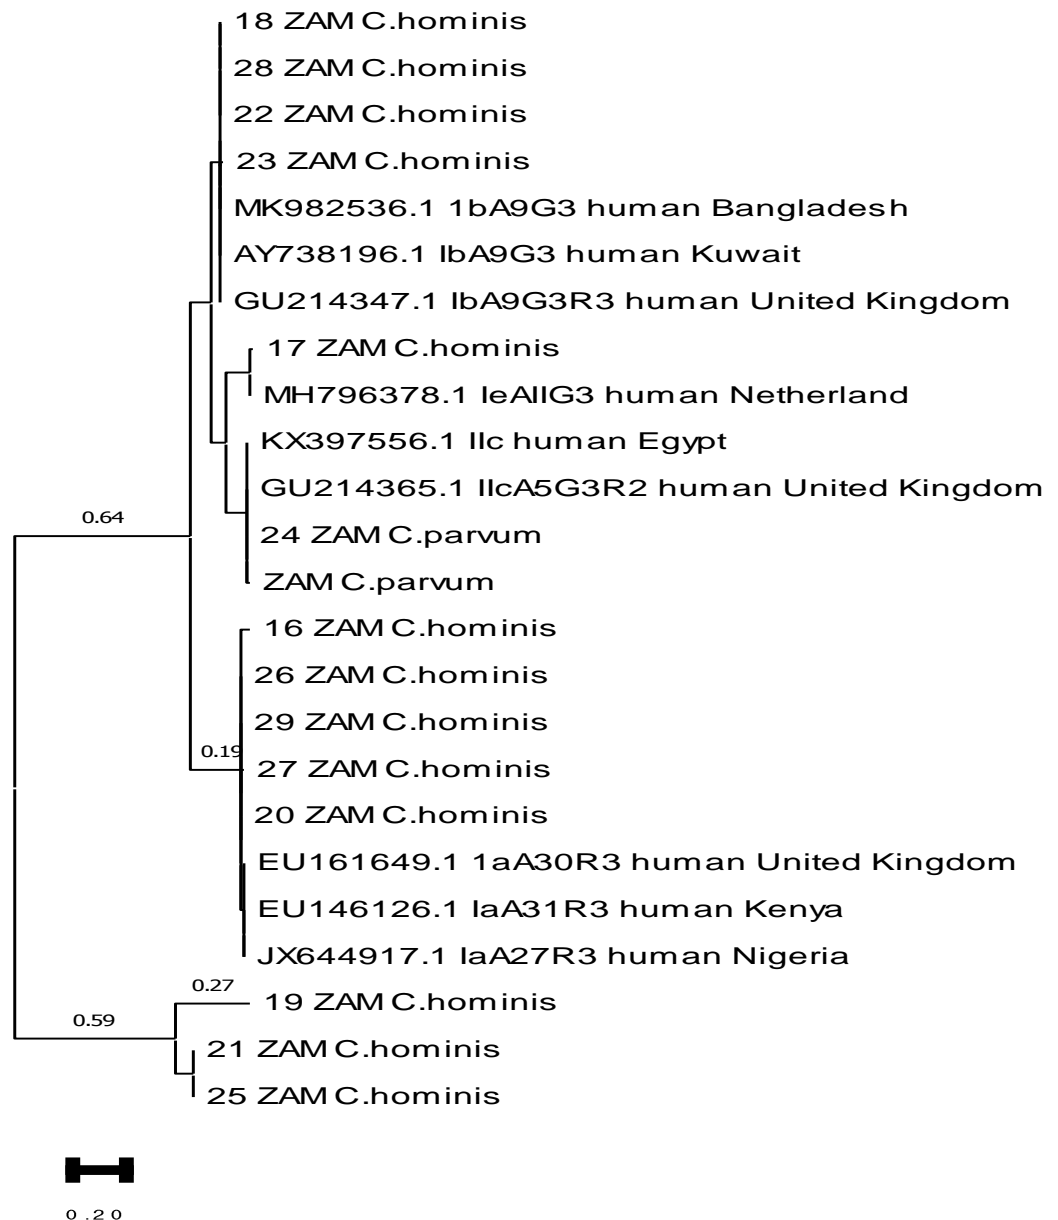 18 ZAM C.hominis
28 ZAM C.hominis
22 ZAM C.hominis
23 ZAM C.hominis
MK982536.1 1bA9G3 human Bangladesh
AY738196.1 IbA9G3 human Kuwait
GU214347.1 IbA9G3R3 human United Kingdom
17 ZAM C.hominis
MH796378.1 IeAIIG3 human Netherland
KX397556.1 IIc human Egypt
GU214365.1 IIcA5G3R2 human United Kingdom
0.64
24 ZAM C.parvum
ZAM C.parvum
16 ZAM C.hominis
26 ZAM C.hominis
29 ZAM C.hominis
0.19
27 ZAM C.hominis
20 ZAM C.hominis
EU161649.1 1aA30R3 human United Kingdom
EU146126.1 IaA31R3 human Kenya
JX644917.1 IaA27R3 human Nigeria
0.27
19 ZAM C.hominis
0.59
21 ZAM C.hominis
25 ZAM C.hominis
0.20